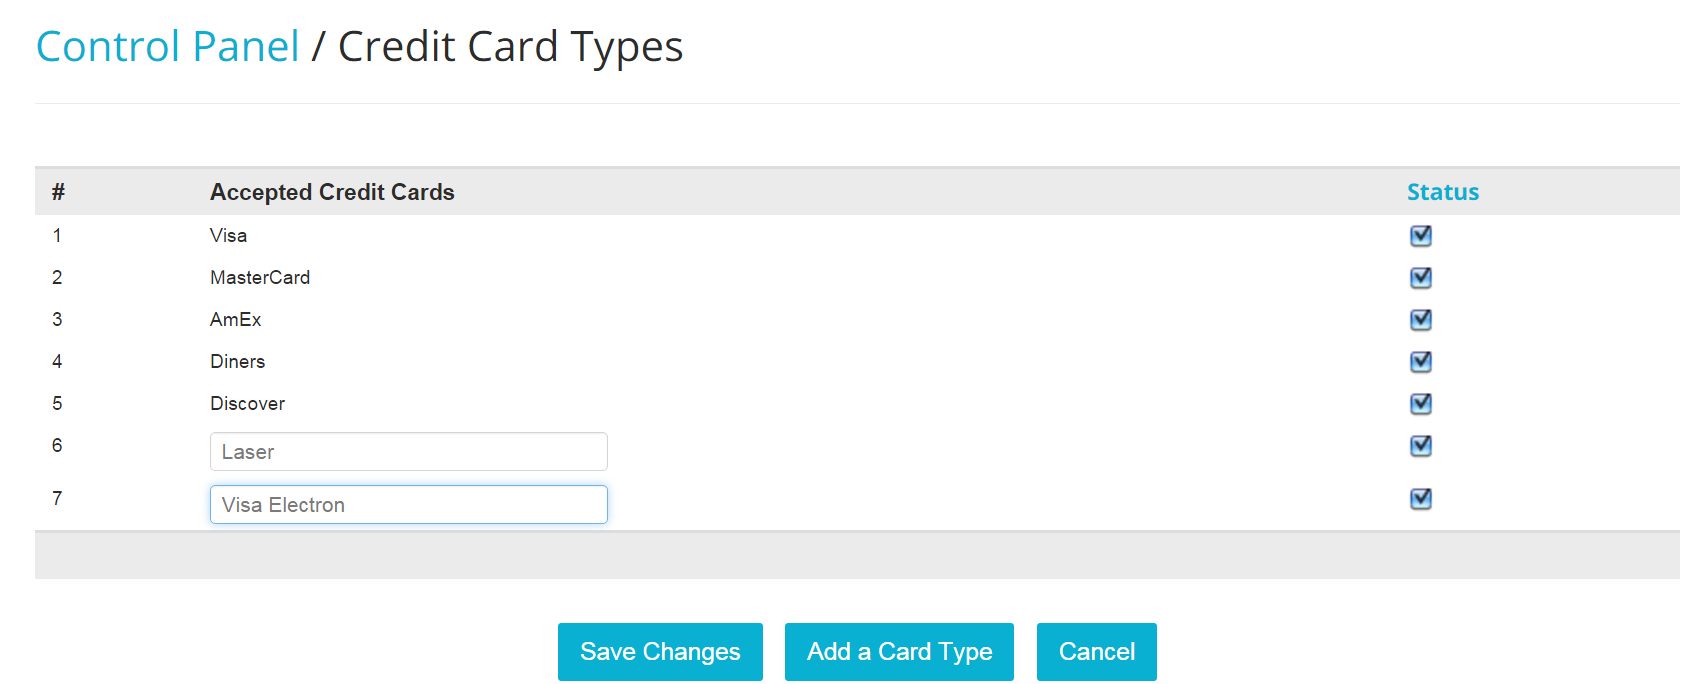 Control Panel / Credit Card Types
# Accepted Credit Cards Status
1 Visa
2 MasterCard
3 AmEx
4 Diners
5 Discover
6 Laser
7 Visa Electron
Save Changes Add a Card Type Cancel